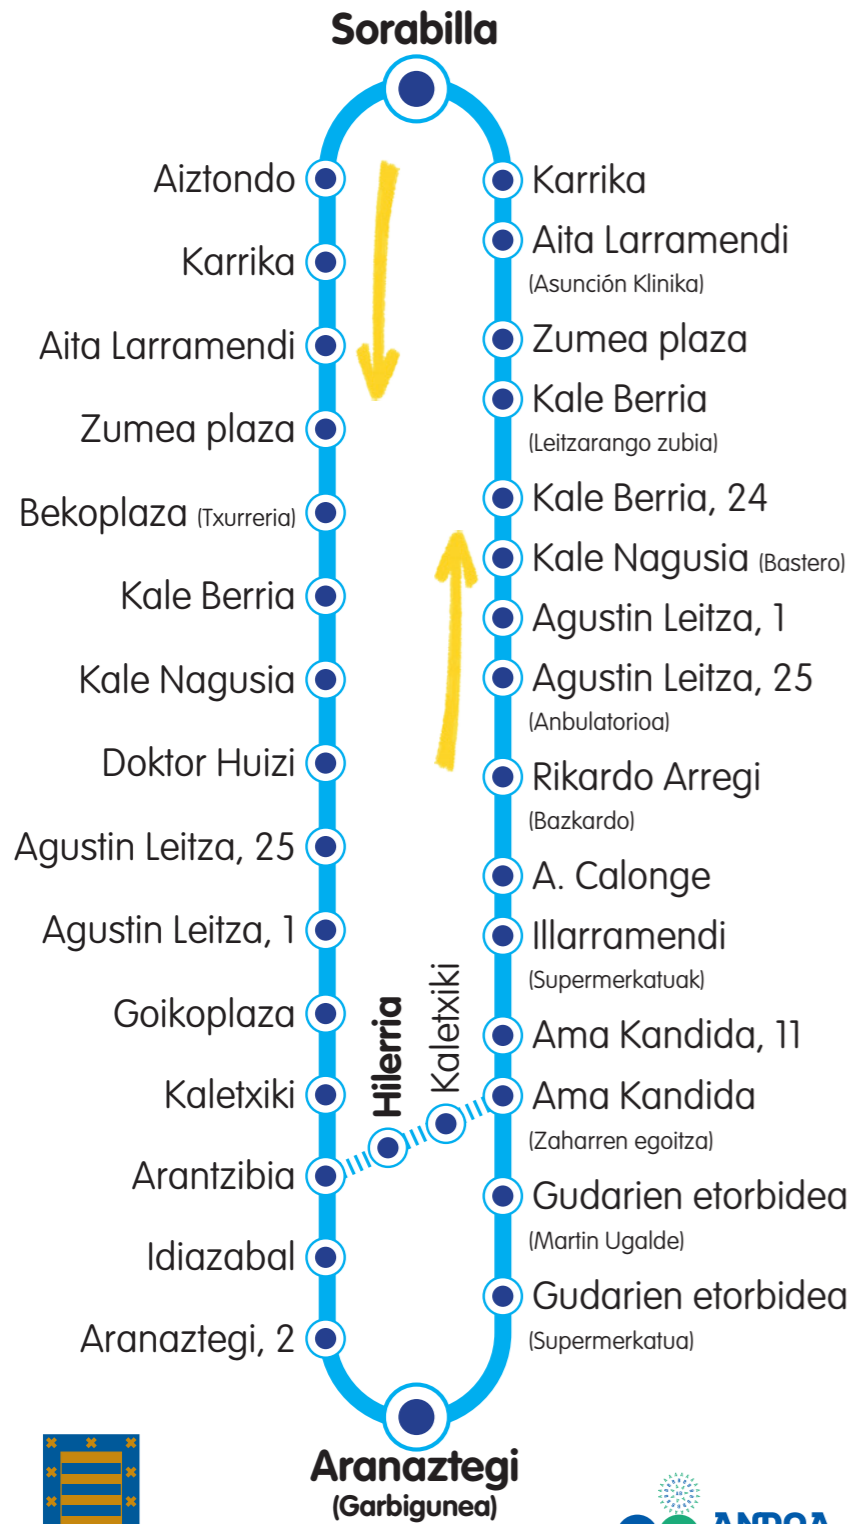 Sorabilla
Aiztondo
Karrika
Aita Larramendi
Zumea plaza
Bekoplaza (Txurreria)
Kale Berria
Kale Nagusia
Doktor Huizi
Agustin Leitza, 25
Agustin Leitza, 1
Goikoplaza
Kaletxiki
Arantzibia
Idiazabal
Aranaztegi, 2
Hilerria
Kaletxiki
Karrika
Aita Larramendi
(Asunción Klinika)
Zumea plaza
Kale Berria
(Leitzarango zubia)
Kale Berria, 24
Kale Nagusia (Bastero)
Agustin Leitza, 1
Agustin Leitza, 25
(Anbulatorioa)
Rikardo Arregi
(Bazkardo)
A. Calonge
Illarramendi
(Supermerkatuak)
Ama Kandida, 11
Ama Kandida
(Zaharren egoitza)
Gudarien etorbidea
(Martin Ugalde)
Gudarien etorbidea
(Supermerkatua)
Aranaztegi
(Garbigunea)